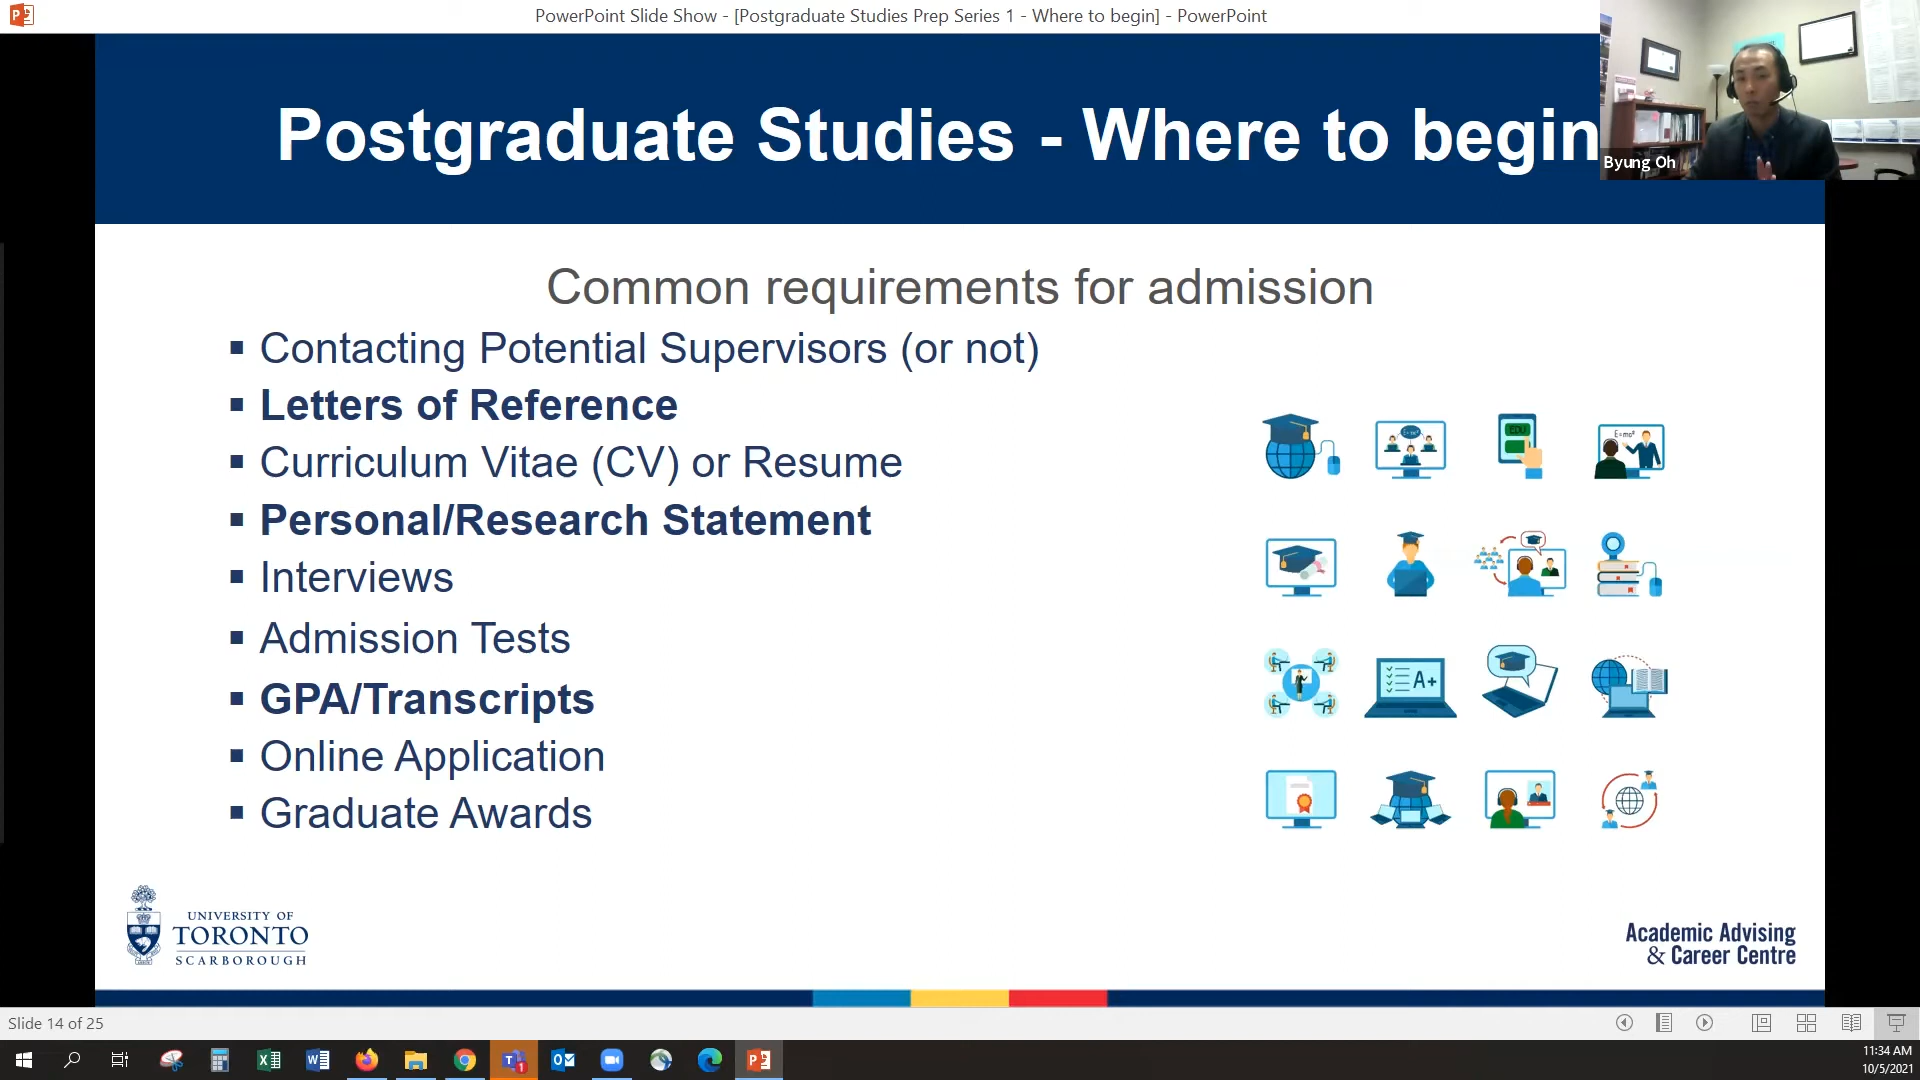 PowerPoint Slide Show - [Postgraduate Studies Prep Series 1 - Where to begin] - PowerPoint
Postgraduate Studies - Where to begin
Byung Oh
Common requirements for admission
▪ Contacting Potential Supervisors (or not)
▪ Letters of Reference
▪ Curriculum Vitae (CV) or Resume
▪ Personal/Research Statement
▪ Interviews
▪ Admission Tests
▪ GPA/Transcripts
▪ Online Application
▪ Graduate Awards
EDU
E=mc²
A+
UNIVERSITY OF
TORONTO
SCARBOROUGH
Academic Advising
& Career Centre
Slide 14 of 25
11:34 AM
10/5/2021